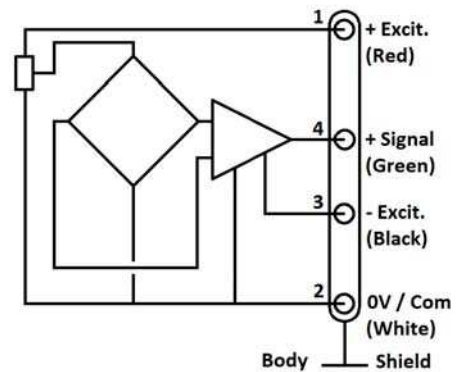 1 + Excit.
(Red)
4 + Signal
(Green)
3 - Excit.
(Black)
2 0V / Com
(White)
Body Shield